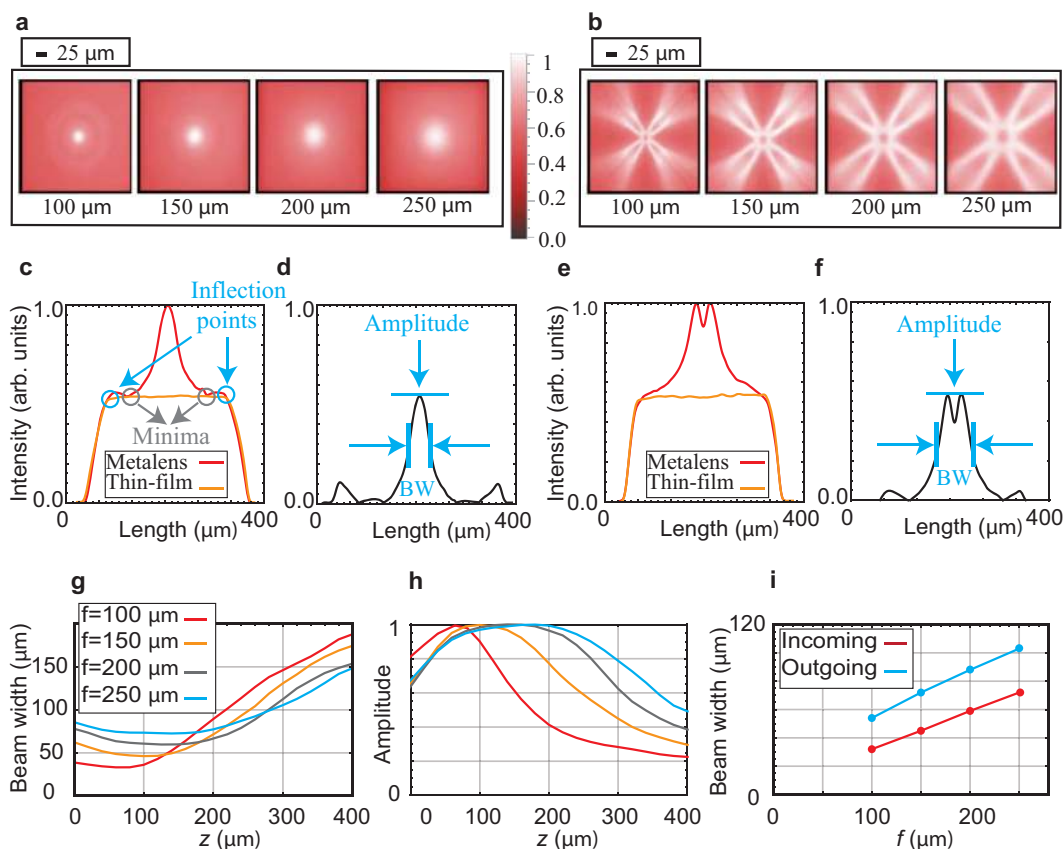 a
25 µm
100 µm
150 µm
200 µm
250 µm
1
0.8
0.6
0.4
0.2
0.0
b
25 µm
100 µm
150 µm
200 µm
250 µm
c
Intensity (arb. units)
1.0
0.0
Inflection
points
Minima
Metalens
Thin-film
0
400
Length (µm)
d
1.0
0.0
Amplitude
BW
0
400
Length (µm)
e
Intensity (arb. units)
1.0
0.0
Metalens
Thin-film
0
400
Length (µm)
f
1.0
0.0
Amplitude
BW
0
400
Length (µm)
g
Beam width (µm)
150
100
50
0
f=100 µm
f=150 µm
f=200 µm
f=250 µm
0 100 200 300 400
z (µm)
h
Amplitude
1
0
0 100 200 300 400
z (µm)
i
Beam width (µm)
120
0
Incoming
Outgoing
0 100 200
f (µm)